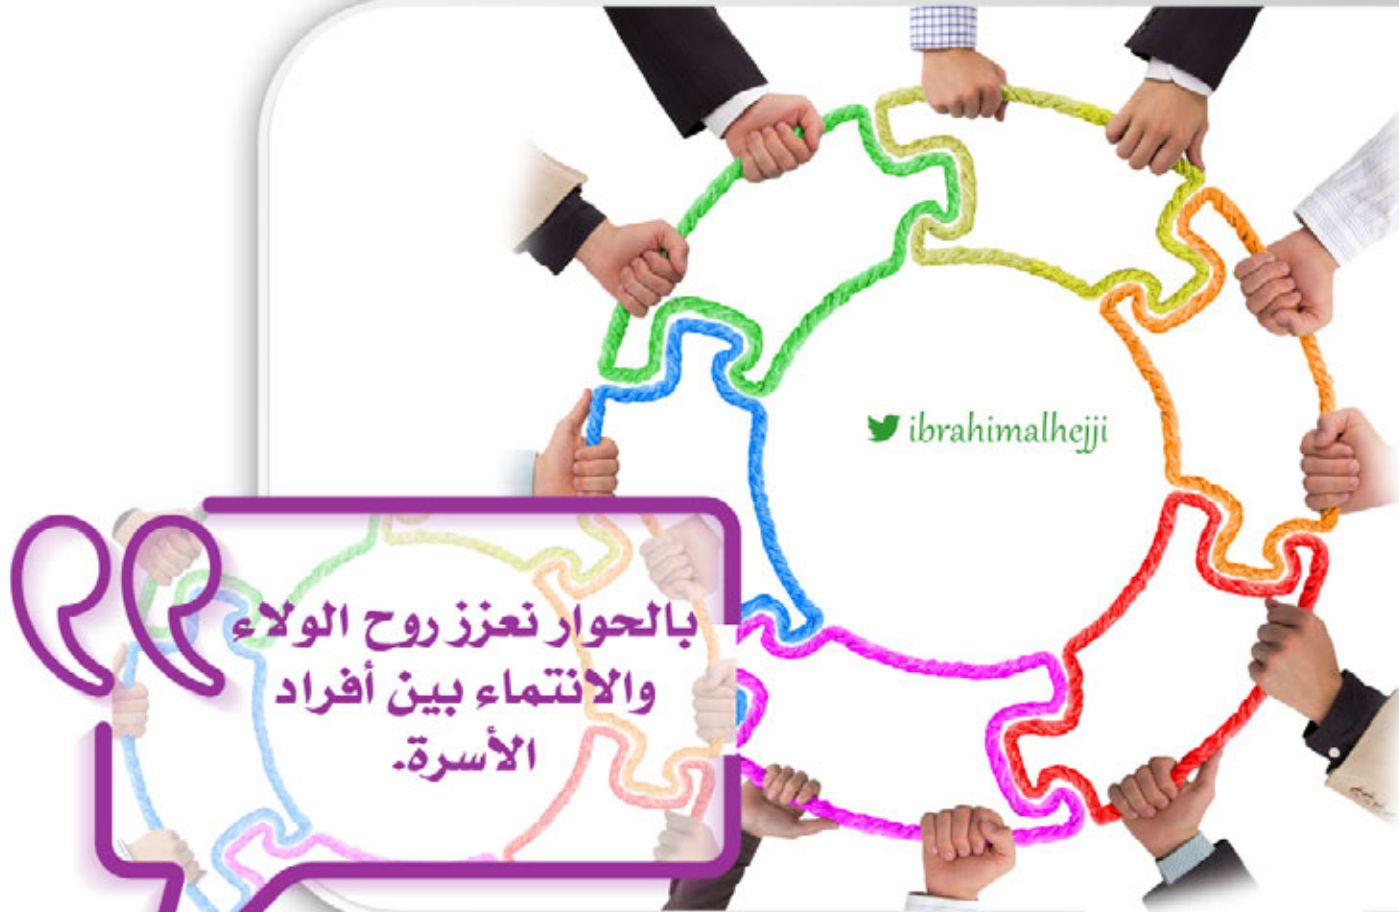 ibrahimalhejji
بالحوار نعزز روح الولاء
والانتماء بين أفراد
الأسرة.